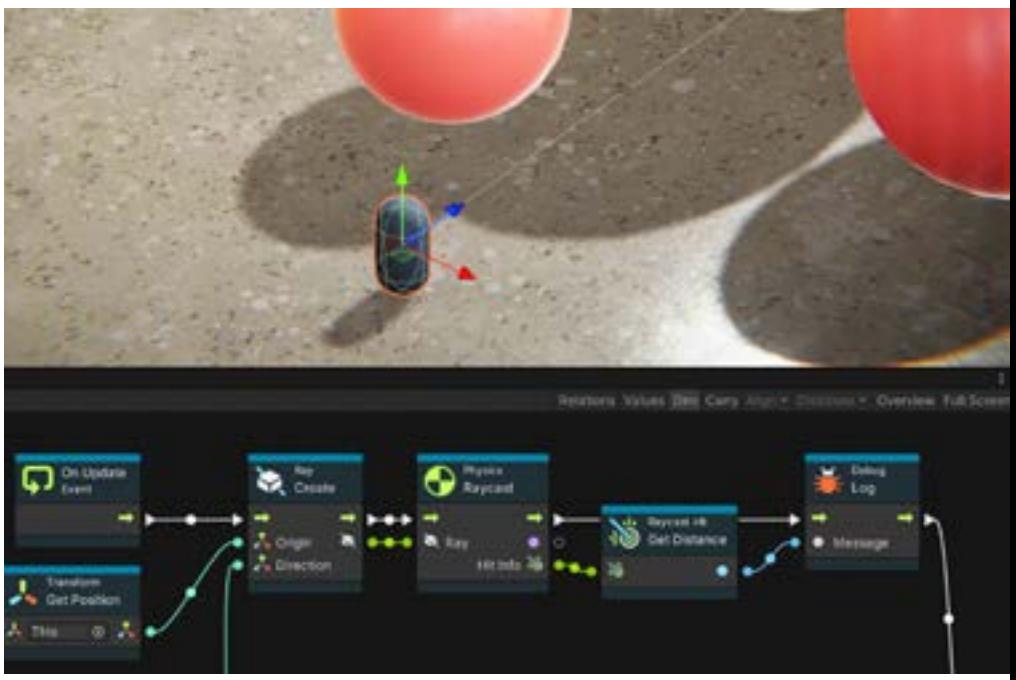 Relations Values Dim Carry Align Distribute Overview Full Screen
On Update
Event
Ray
Create
Origin
Direction
Physics
Raycast
Ray
Hit Info
Raycast Hit
Get Distance
Debug
Log
Message
Transform
Get Position
This